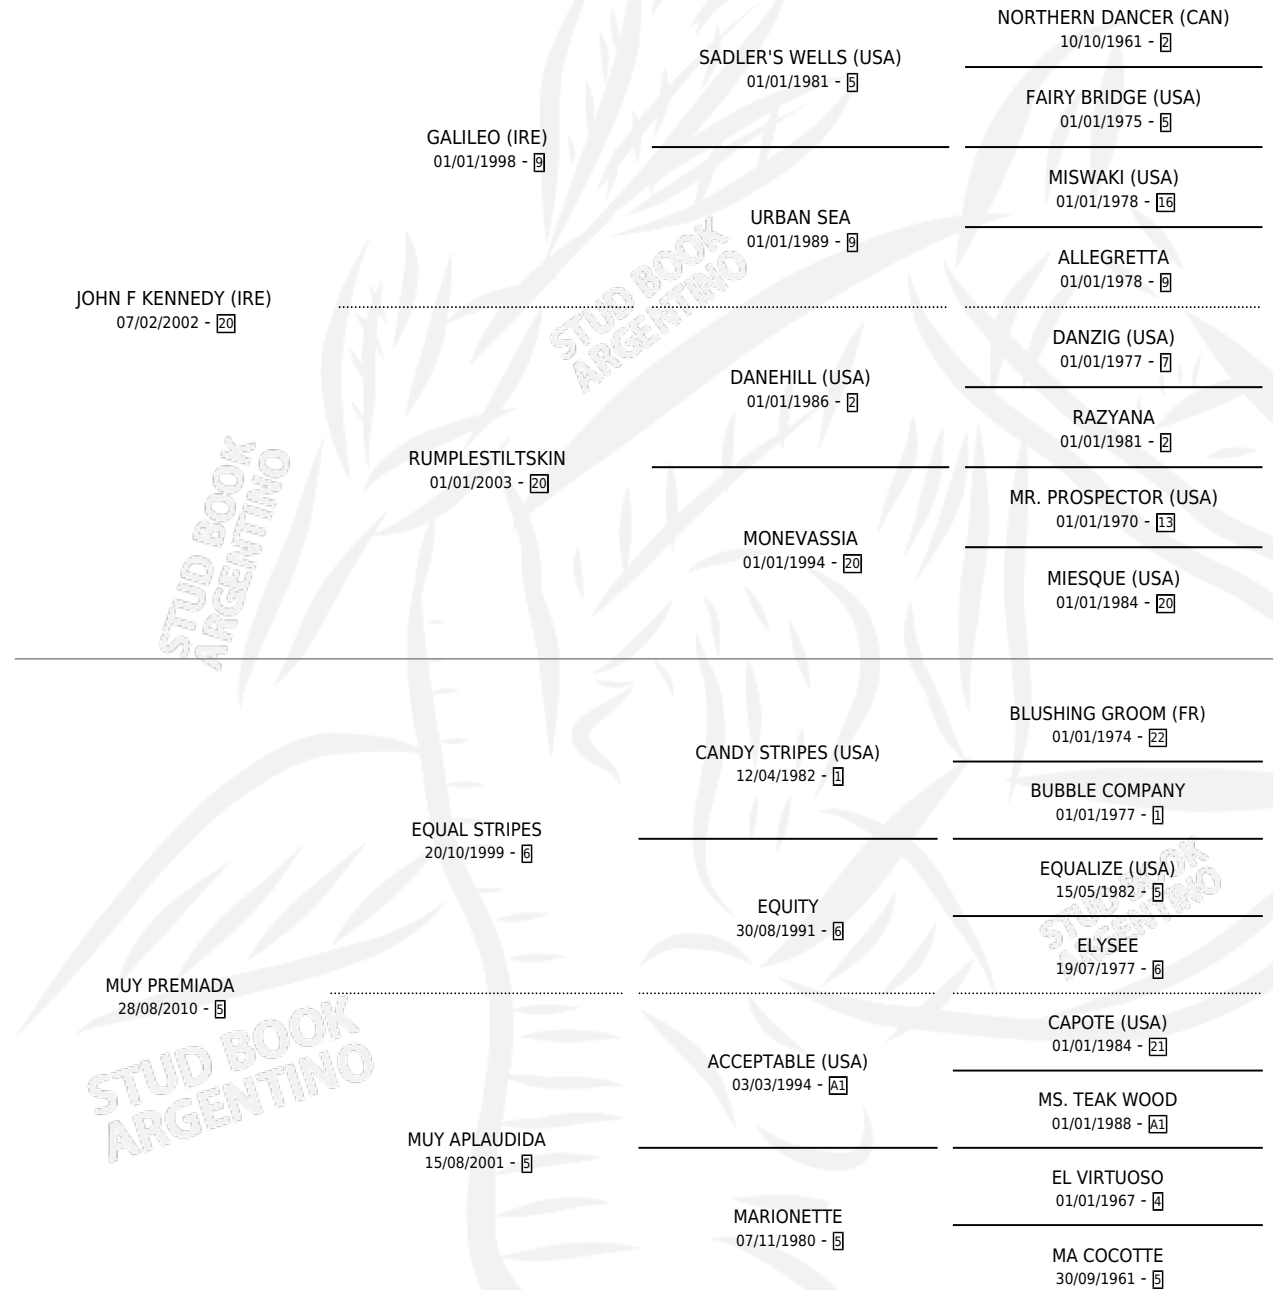 NORTHERN DANCER (CAN)
10/10/1961 - 2
SADLER'S WELLS (USA)
01/01/1981 - 5
FAIRY BRIDGE (USA)
01/01/1975 - 5
GALILEO (IRE)
01/01/1998 - 9
MISWAKI (USA)
01/01/1978 - 16
URBAN SEA
01/01/1989 - 9
ALLEGRETTA
01/01/1978 - 9
JOHN F KENNEDY (IRE)
07/02/2002 - 20
DANZIG (USA)
01/01/1977 - 7
DANEHILL (USA)
01/01/1986 - 2
RAZYANA
01/01/1981 - 2
RUMPLESTILTSKIN
01/01/2003 - 20
MR. PROSPECTOR (USA)
01/01/1970 - 13
MONEVASSIA
01/01/1994 - 20
MIESQUE (USA)
01/01/1984 - 20
BLUSHING GROOM (FR)
01/01/1974 - 22
CANDY STRIPES (USA)
12/04/1982 - 1
BUBBLE COMPANY
01/01/1977 - 1
EQUAL STRIPES
20/10/1999 - 6
EQUALIZE (USA)
15/05/1982 - 5
EQUITY
30/08/1991 - 6
ELYSEE
19/07/1977 - 6
MUY PREMIADA
28/08/2010 - 5
CAPOTE (USA)
01/01/1984 - 21
ACCEPTABLE (USA)
03/03/1994 - A1
MS. TEAK WOOD
01/01/1988 - A1
MUY APLAUDIDA
15/08/2001 - 5
EL VIRTUOSO
01/01/1967 - 4
MARIONETTE
07/11/1980 - 5
MA COCOTTE
30/09/1961 - 5
STUD BOOK
ARGENTINO
STUD BOOK
ARGENTINO
STUD BOOK
ARGENTINO
STUD BOOK
ARGENTINO